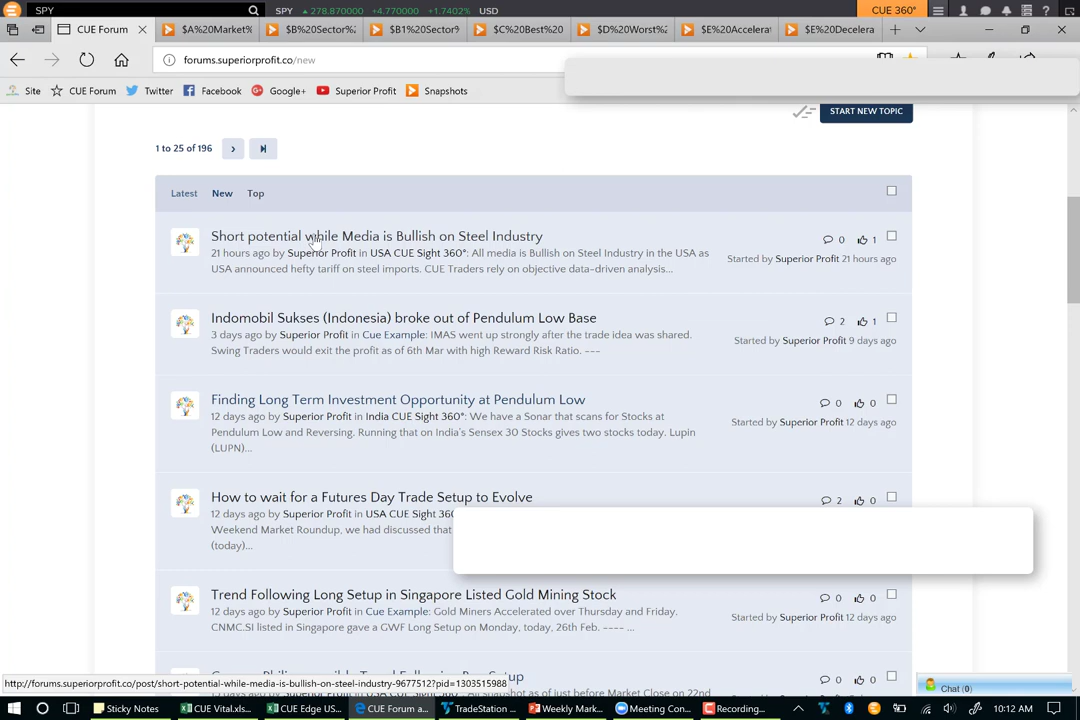 SPY SPY 278.870000 +4.770000 +1.7402% USD CUE 360°
CUE Forum $A%20Market% $B%20Sector% $B1%20Sector9 $C%20Best%20 $D%20Worst% $E%20Accelera $E%20Decelera
forums.superiorprofit.co/new
Site CUE Forum Twitter Facebook Google+ Superior Profit Snapshots
START NEW TOPIC
1 to 25 of 196
Latest New Top
Short potential while Media is Bullish on Steel Industry
0 1
21 hours ago by Superior Profit in USA CUE Sight 360°: All media is Bullish on Steel Industry in the USA as
Started by Superior Profit 21 hours ago
USA announced hefty tariff on steel imports. CUE Traders rely on objective data-driven analysis...
Indomobil Sukses (Indonesia) broke out of Pendulum Low Base
2 1
3 days ago by Superior Profit in Cue Example: IMAS went up strongly after the trade idea was shared.
Started by Superior Profit 9 days ago
Swing Traders would exit the profit as of 6th Mar with high Reward Risk Ratio. ---
Finding Long Term Investment Opportunity at Pendulum Low
0 0
12 days ago by Superior Profit in India CUE Sight 360°: We have a Sonar that scans for Stocks at
Started by Superior Profit 12 days ago
Pendulum Low and Reversing. Running that on India's Sensex 30 Stocks gives two stocks today. Lupin
(LUPN)...
How to wait for a Futures Day Trade Setup to Evolve
2 0
12 days ago by Superior Profit in USA CUE Sight 360
Weekend Market Roundup, we had discussed that
(today)...
Trend Following Long Setup in Singapore Listed Gold Mining Stock
0 0
12 days ago by Superior Profit in Cue Example: Gold Miners Accelerated over Thursday and Friday.
Started by Superior Profit 12 days ago
CNMC.SI listed in Singapore gave a GWF Long Setup on Monday, today, 26th Feb. ---- ...
0 0
All Snapshot as of just before Market Close on 22nd
http://forums.superiorprofit.co/post/short-potential-while-media-is-bullish-on-steel-industry-9677512?pid=1303515988
Chat (0)
Sticky Notes CUE Vital.xls... CUE Edge US... CUE Forum a... TradeStation ... Weekly Mark... Meeting Con... Recording... 10:12 AM